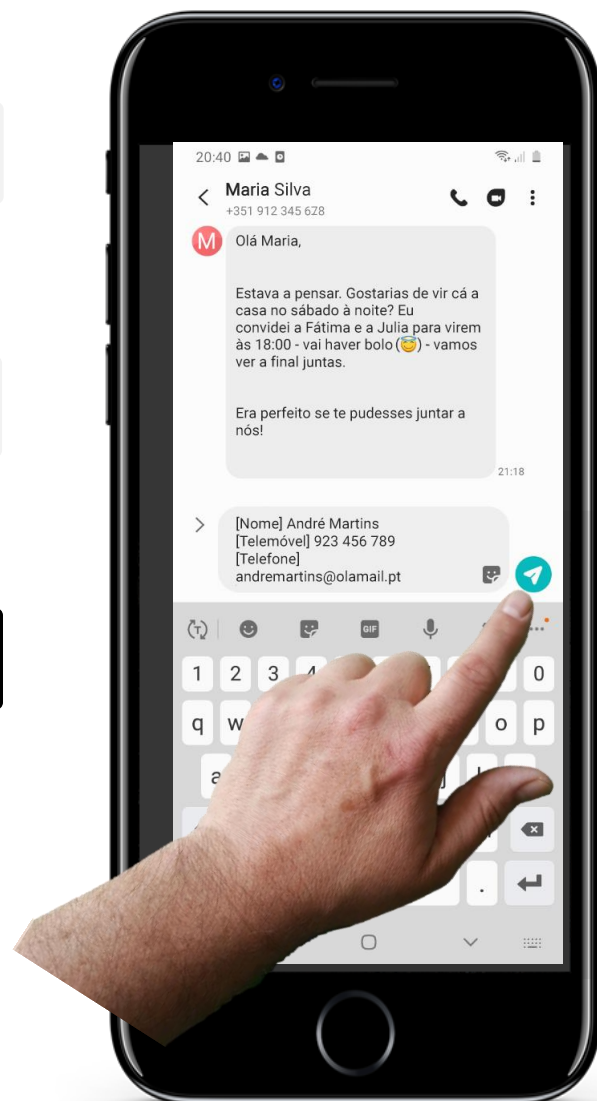 20:40
Maria Silva
+351 912 345 678
M
Olá Maria,
Estava a pensar. Gostarias de vir cá a
casa no sábado à noite? Eu
convidei a Fátima e a Julia para virem
às 18:00 - vai haver bolo (😇) - vamos
ver a final juntas.
Era perfeito se te pudesses juntar a
nós!
21:18
[Nome] André Martins
[Telemóvel] 923 456 789
[Telefone]
andremartins@olamail.pt
T GIF
1 2 3 4 0
q w o p
a
.